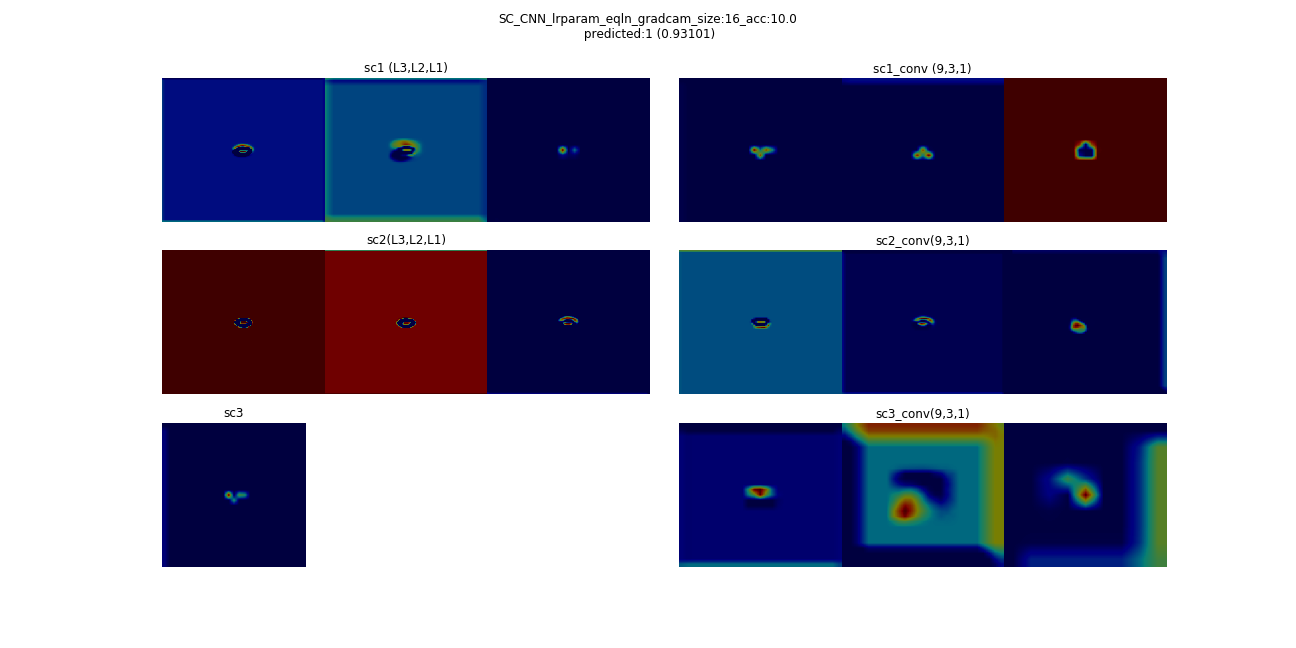 SC_CNN_lrparam_eqln_gradcam_size:16_acc:10.0
predicted:1 (0.93101)
sc1 (L3,L2,L1)
sc1_conv (9,3,1)
sc2(L3,L2,L1)
sc2_conv(9,3,1)
sc3
sc3_conv(9,3,1)